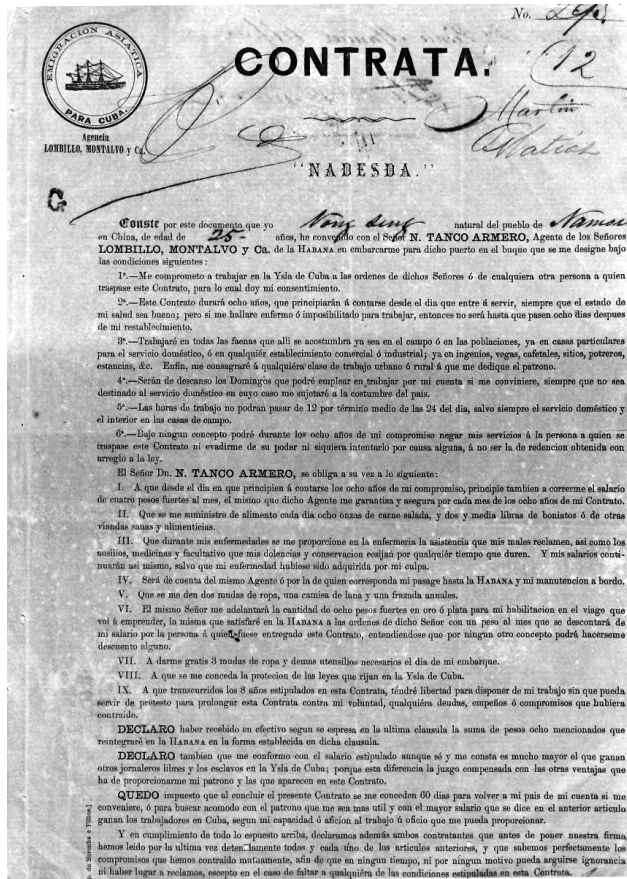 No.
EMIGRACION ASIATICA
PARA CUBA.
Agencia
LOMBILLO, MONTALVO y Ca.
CONTRATA.
12
Martin
Matías
"NADESDA."
Conste por este documento que yo Nong Seng natural del pueblo de Namoi
en China, de edad de 25 años, he convenido con el Señor N. TANCO ARMERO, Agente de los Señores
LOMBILLO, MONTALVO y Ca. de la HABANA en embarcarme para dicho puerto en el buque que se me designe bajo
las condiciones siguientes :
1ª.—Me comprometo a trabajar en la Ysla de Cuba a las ordenes de dichos Señores ó de cualquiera otra persona a quien
traspase este Contrato, para lo cual doy mi consentimiento.
2ª.—Este Contrato durará ocho años, que principiarán á contarse desde el dia que entre á servir, siempre que el estado de
mi salud sea bueno; pero si me hallare enfermo ó imposibilitado para trabajar, entonces no será hasta que pasen ocho dias despues
de mi restablecimiento.
3ª.—Trabajaré en todas las faenas que alli se acostumbra ya sea en el campo ó en las poblaciones, ya en casas particulares
para el servicio doméstico, ó en qualquiér establecimiento comercial ó industrial; ya en ingenios, vegas, cafetales, sitios, potreros,
estancias, &c. Enfin, me consagraré á qualquiéra clase de trabajo urbano ó rural á que me dedique el patrono.
4ª.—Serán de descanso los Domingos que podré emplear en trabajar por mi cuenta si me conviniere, siempre que no sea
destinado al servicio doméstico en cuyo caso me sujetaré a la costumbre del pais.
5ª.—Las horas de trabajo no podran pasar de 12 por término medio de las 24 del dia, salvo siempre el servicio doméstico y
el interior en las casas de campo.
6ª.—Bajo ningun concepto podré durante los ocho años de mi compromiso negar mis servicios á la persona a quien se
traspase este Contrato ni evadirme de su poder ni siquiera intentarlo por causa alguna, á no ser la de redencion obtenida con
arreglo a la ley.
El Señor Dn. N. TANCO ARMERO, se obliga a su vez a lo siguiente :
I. A que desde el dia en que principien á contarse los ocho años de mi compromiso, principie tambien a correrme el salario
de cuatro pesos fuertes al mes, el mismo que dicho Agente me garantiza y asegura por cada mes de los ocho años de mi Contrato.
II. Que se me suministre de alimento cada dia ocho onzas de carne salada, y dos y media libras de boniatos ó de otras
viandas sanas y alimenticias.
III. Que durante mis enfermedades se me proporcione en la enfermeria la asistencia que mis males reclamen, asi como los
ausilios, medicinas y facultativo que mis dolencias y conservacion ecsijan por qualquiér tiempo que duren. Y mis salarios conti-
nuarán asi mismo, salvo que mi enfermedad hubiese sido adquirida por mi culpa.
IV. Será de cuenta del mismo Agente ó por la de quien corresponda mi pasage hasta la HABANA y mi manutencion a bordo.
V. Que se me den dos mudas de ropa, una camisa de lana y una frazada anuales.
VI. El mismo Señor me adelantará la cantidad de ocho pesos fuertes en oro ó plata para mi habilitacion en el viage que
voi á emprender, la misma que satisfaré en la HABANA a las ordenes de dicho Señor con un peso al mes que se descontará de
mi salario por la persona á quien fuese entregado este Contrato, entendiendose que por ningun otro concepto podrá hacerseme
descuento alguno.
VII. A darme gratis 3 mudas de ropa y demas utensilios necesarios el dia de mi embarque.
VIII. A que se me conceda la protecion de las leyes que rijan en la Ysla de Cuba.
IX. A que transcurridos los 8 años estipulados en esta Contrata, téndré libertad para disponer de mi trabajo sin que pueda
servir de pretesto para prolongar esta Contrata contra mi voluntad, qualquiéra deudas, empeños ó compromisos que hubiera
contraido.
DECLARO haber recebido en efectivo segun se espresa en la ultima clausula la suma de pesos ocho mencionados que
reintegraré en la HABANA en la forma establecida en dicha clausula.
DECLARO tambien que me conformo con el salario estipulado aunque sé y me consta es mucho mayor el que ganan
otros jornaleros libres y los esclavos en la Ysla de Cuba; porque esta diferencia la juzgo compensada con las otras ventajas que
ha de proporcionarme mi patrono y las que aparecen en este Contrato.
QUEDO impuesto que al concluir el presente Contrato se me conceden 60 dias para volver a mi pais de mi cuenta si me
conveniere, ó para buscar acomodo con el patrono que me sea mas util y con el mayor salario que se dice en el anterior articulo
ganan los trabajadores en Cuba, segun mi capacidad ó aficion al trabajo ú oficio que me pueda proporcionar.
Y en cumplimiento de todo lo espuesto arriba, declaramos además ambos contratantes que antes de poner nuestra firma
hemos leido por la ultima vez detenidamente todos y cada uno de los articulos anteriores, y que sabemos perfectamente los
compromisos que hemos contraido mutuamente, afin de que en ningun tiempo, ni por ningun motivo pueda arguirse ignorancia
ni haber lugar a reclamos, escepto en el caso de faltar a qualquiéra de las condiciones estipuladas en esta Contrata.